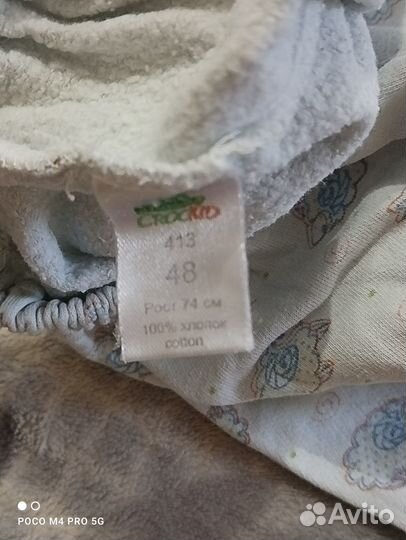 CROCKID
413
48
Рост 74 см
100% хлопок
cotton
POCO M4 PRO 5G
Avito